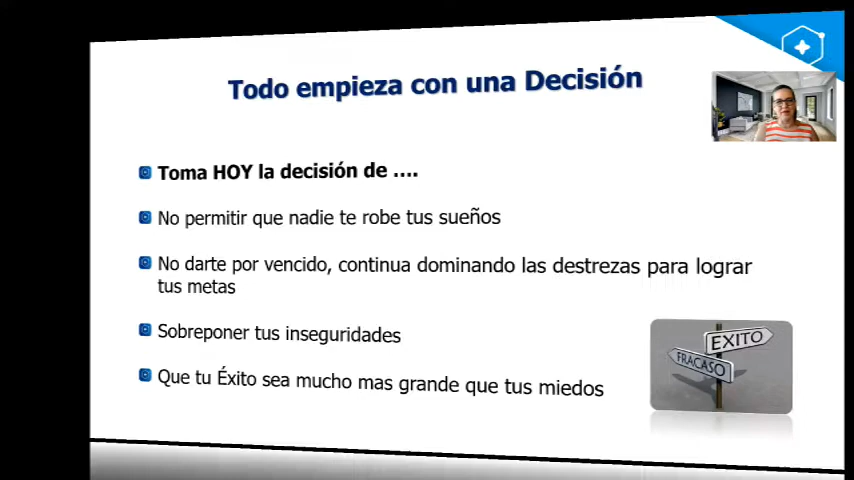 Todo empieza con una Decisión
Toma HOY la decisión de ....
No permitir que nadie te robe tus sueños
No darte por vencido, continua dominando las destrezas para lograr
tus metas
Sobreponer tus inseguridades
Que tu Éxito sea mucho mas grande que tus miedos
EXITO
FRACASO